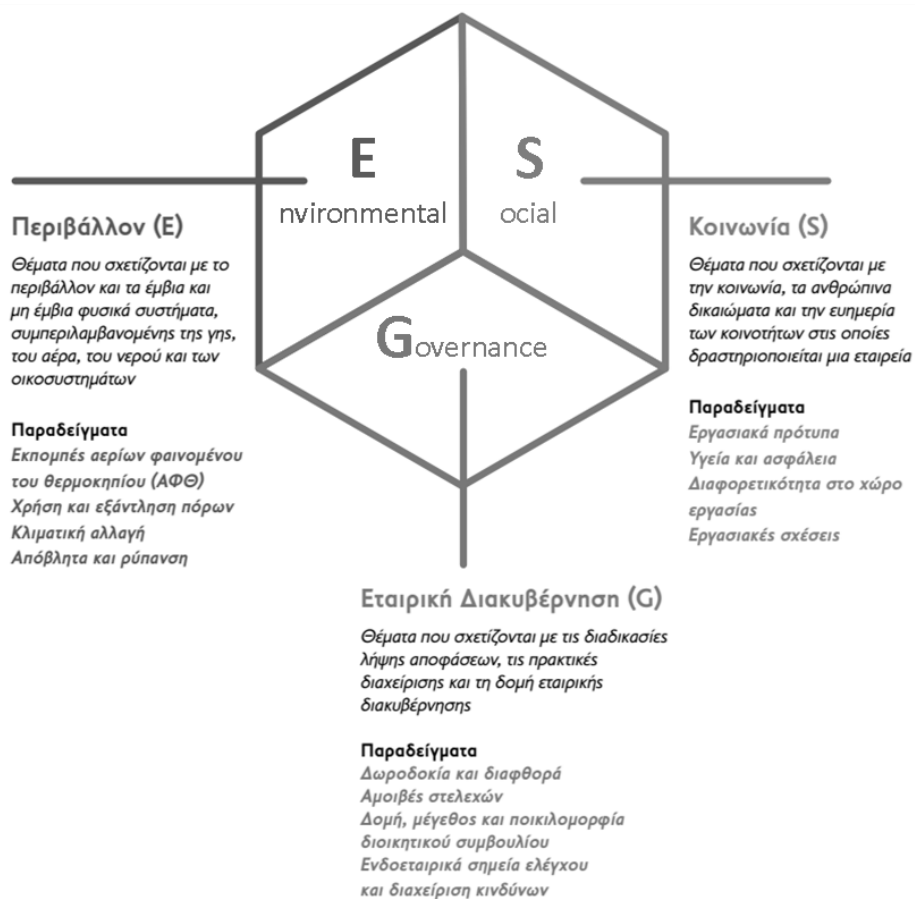 E
nvironmental
S
ocial
Governance
Περιβάλλον (E)
Θέματα που σχετίζονται με το
περιβάλλον και τα έμβια και
μη έμβια φυσικά συστήματα,
συμπεριλαμβανομένης της γης,
του αέρα, του νερού και των
οικοσυστημάτων
Παραδείγματα
Εκπομπές αερίων φαινομένου
του θερμοκηπίου (ΑΦΘ)
Χρήση και εξάντληση πόρων
Κλιματική αλλαγή
Απόβλητα και ρύπανση
Κοινωνία (S)
Θέματα που σχετίζονται με
την κοινωνία, τα ανθρώπινα
δικαιώματα και την ευημερία
των κοινοτήτων στις οποίες
δραστηριοποιείται μια εταιρεία
Παραδείγματα
Εργασιακά πρότυπα
Υγεία και ασφάλεια
Διαφορετικότητα στο χώρο
εργασίας
Εργασιακές σχέσεις
Εταιρική Διακυβέρνηση (G)
Θέματα που σχετίζονται με τις διαδικασίες
λήψης αποφάσεων, τις πρακτικές
διαχείρισης και τη δομή εταιρικής
διακυβέρνησης
Παραδείγματα
Δωροδοκία και διαφθορά
Αμοιβές στελεχών
Δομή, μέγεθος και ποικιλομορφία
διοικητικού συμβουλίου
Ενδοεταιρικά σημεία ελέγχου
και διαχείριση κινδύνων